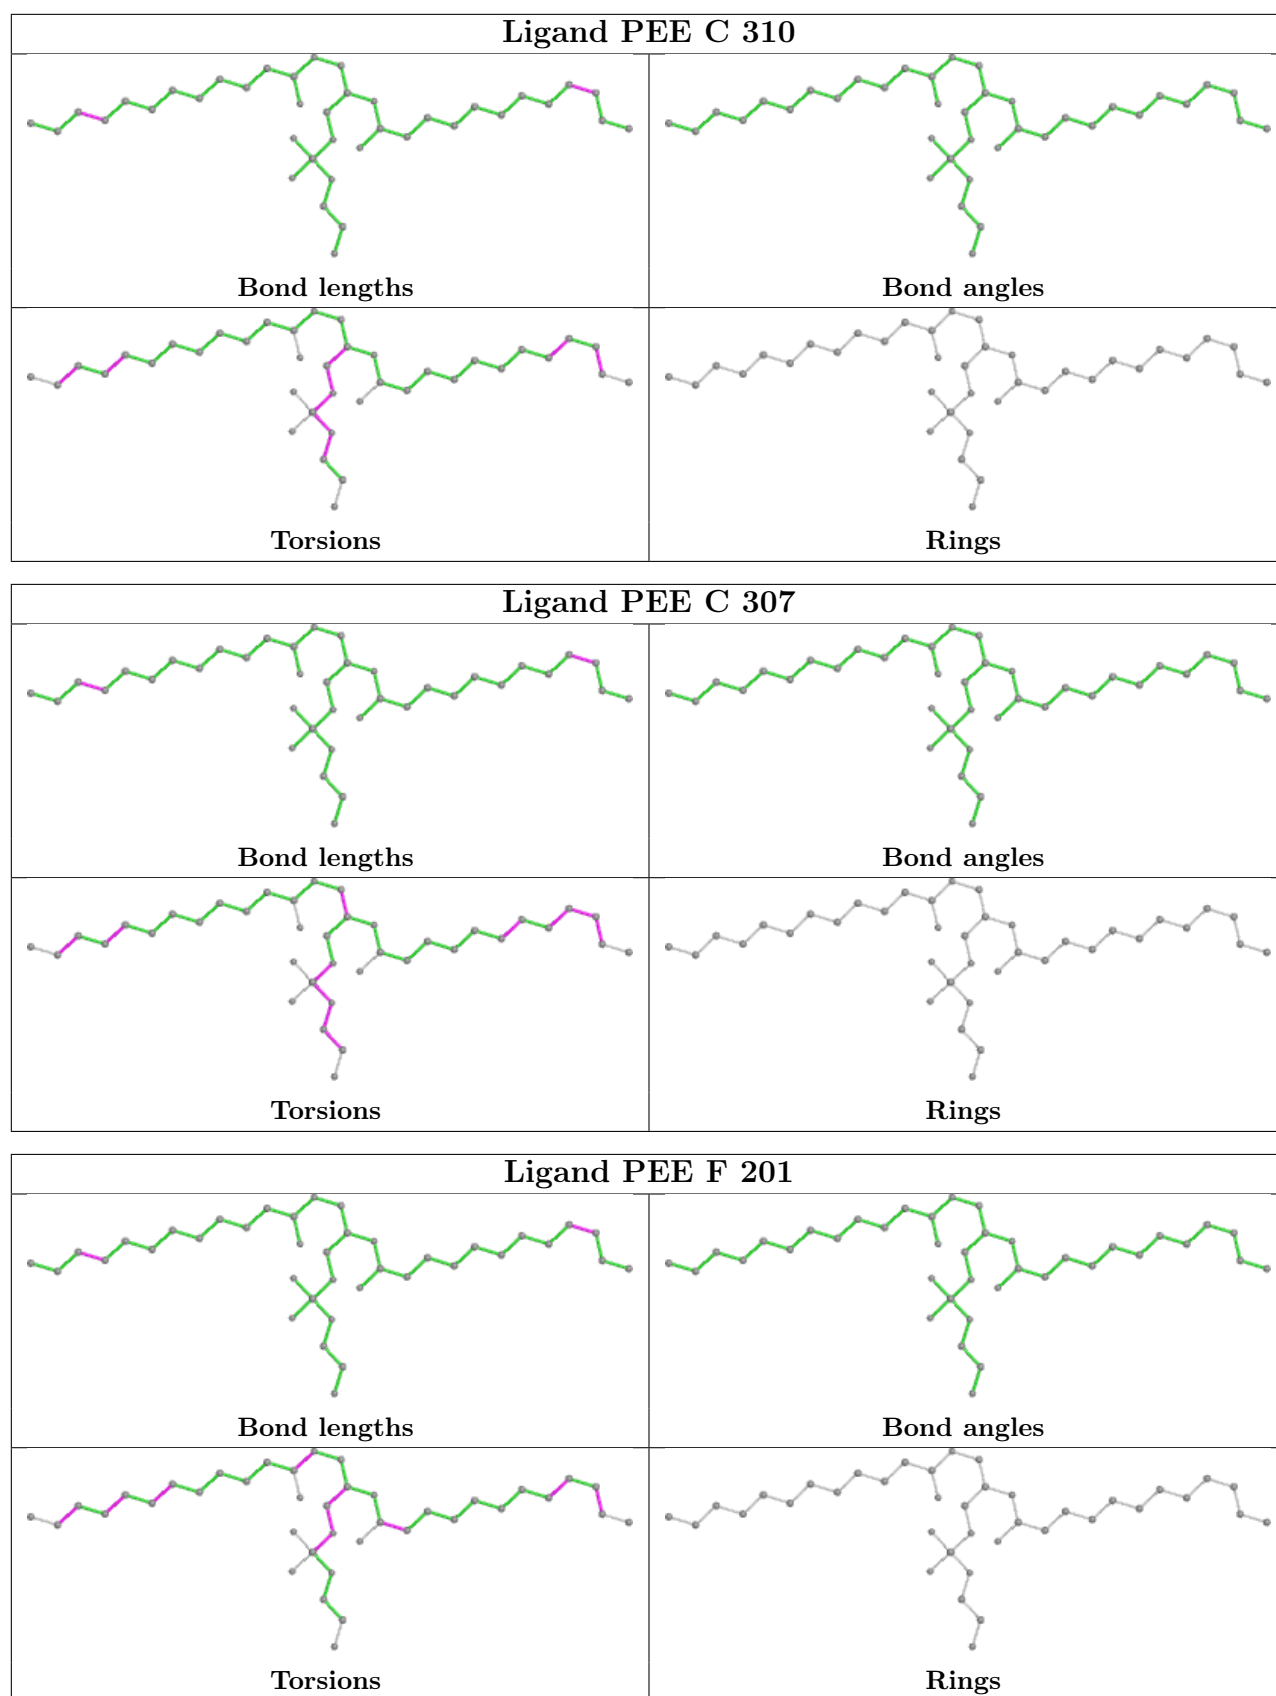 Ligand PEE C 310
Bond lengths
Bond angles
Torsions
Rings
Ligand PEE C 307
Bond lengths
Bond angles
Torsions
Rings
Ligand PEE F 201
Bond lengths
Bond angles
Torsions
Rings